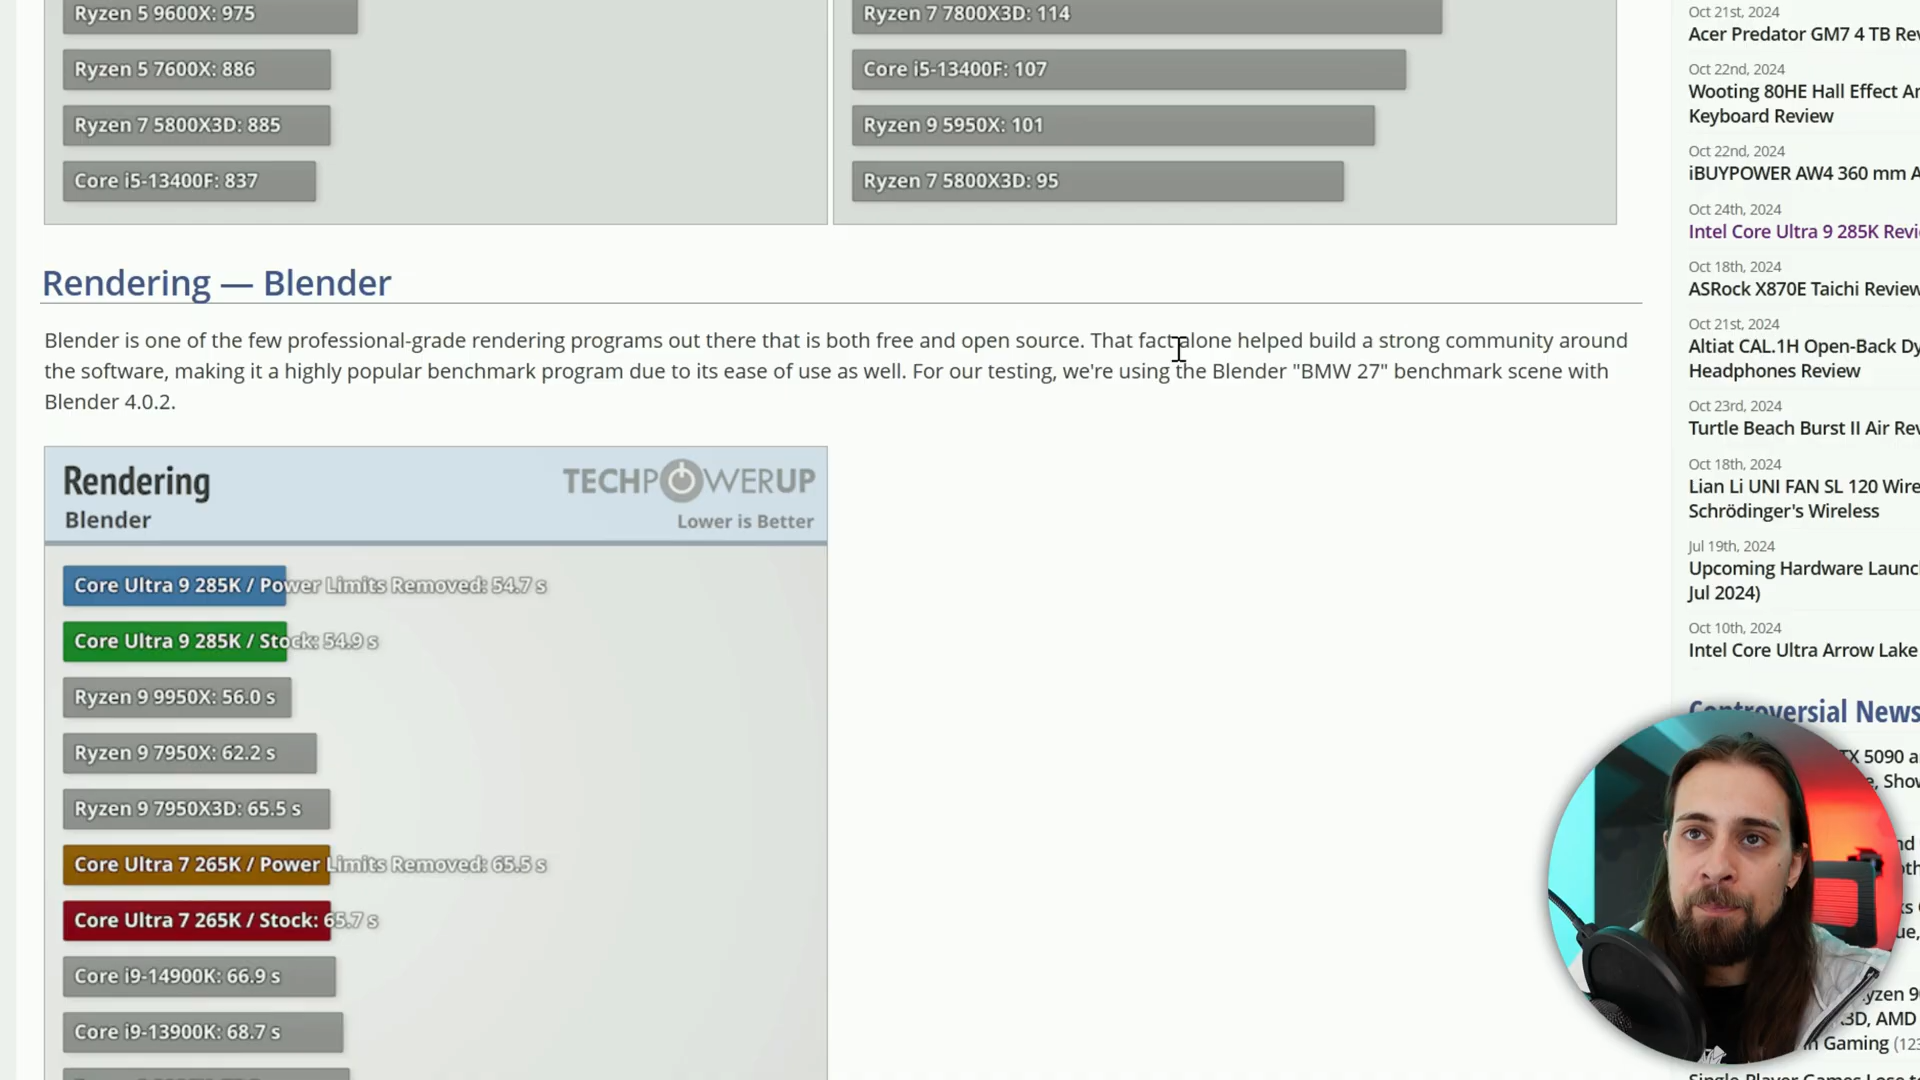 Ryzen 5 9600X: 975
Ryzen 5 7600X: 886
Ryzen 7 5800X3D: 885
Core i5-13400F: 837
Ryzen 7 7800X3D: 114
Core i5-13400F: 107
Ryzen 9 5950X: 101
Ryzen 7 5800X3D: 95
Rendering — Blender
Blender is one of the few professional-grade rendering programs out there that is both free and open source. That fact alone helped build a strong community around
the software, making it a highly popular benchmark program due to its ease of use as well. For our testing, we're using the Blender "BMW 27" benchmark scene with
Blender 4.0.2.
Rendering
TECHPOWERUP
Blender
Lower is Better
Core Ultra 9 285K / Power Limits Removed: 54.7 s
Core Ultra 9 285K / Stock: 54.9 s
Ryzen 9 9950X: 56.0 s
Ryzen 9 7950X: 62.2 s
Ryzen 9 7950X3D: 65.5 s
Core Ultra 7 265K / Power Limits Removed: 65.5 s
Core Ultra 7 265K / Stock: 65.7 s
Core i9-14900K: 66.9 s
Core i9-13900K: 68.7 s
Oct 21st, 2024
Acer Predator GM7 4 TB Rev
Oct 22nd, 2024
Wooting 80HE Hall Effect An
Keyboard Review
Oct 22nd, 2024
iBUYPOWER AW4 360 mm A
Oct 24th, 2024
Intel Core Ultra 9 285K Revi
Oct 18th, 2024
ASRock X870E Taichi Review
Oct 21st, 2024
Altiat CAL.1H Open-Back Dy
Headphones Review
Oct 23rd, 2024
Turtle Beach Burst II Air Rev
Oct 18th, 2024
Lian Li UNI FAN SL 120 Wire
Schrödinger's Wireless
Jul 19th, 2024
Upcoming Hardware Launc
Jul 2024)
Oct 10th, 2024
Intel Core Ultra Arrow Lake
Controversial News
TX 5090 a
e, Show
yzen 9
3D, AMD
n Gaming (123